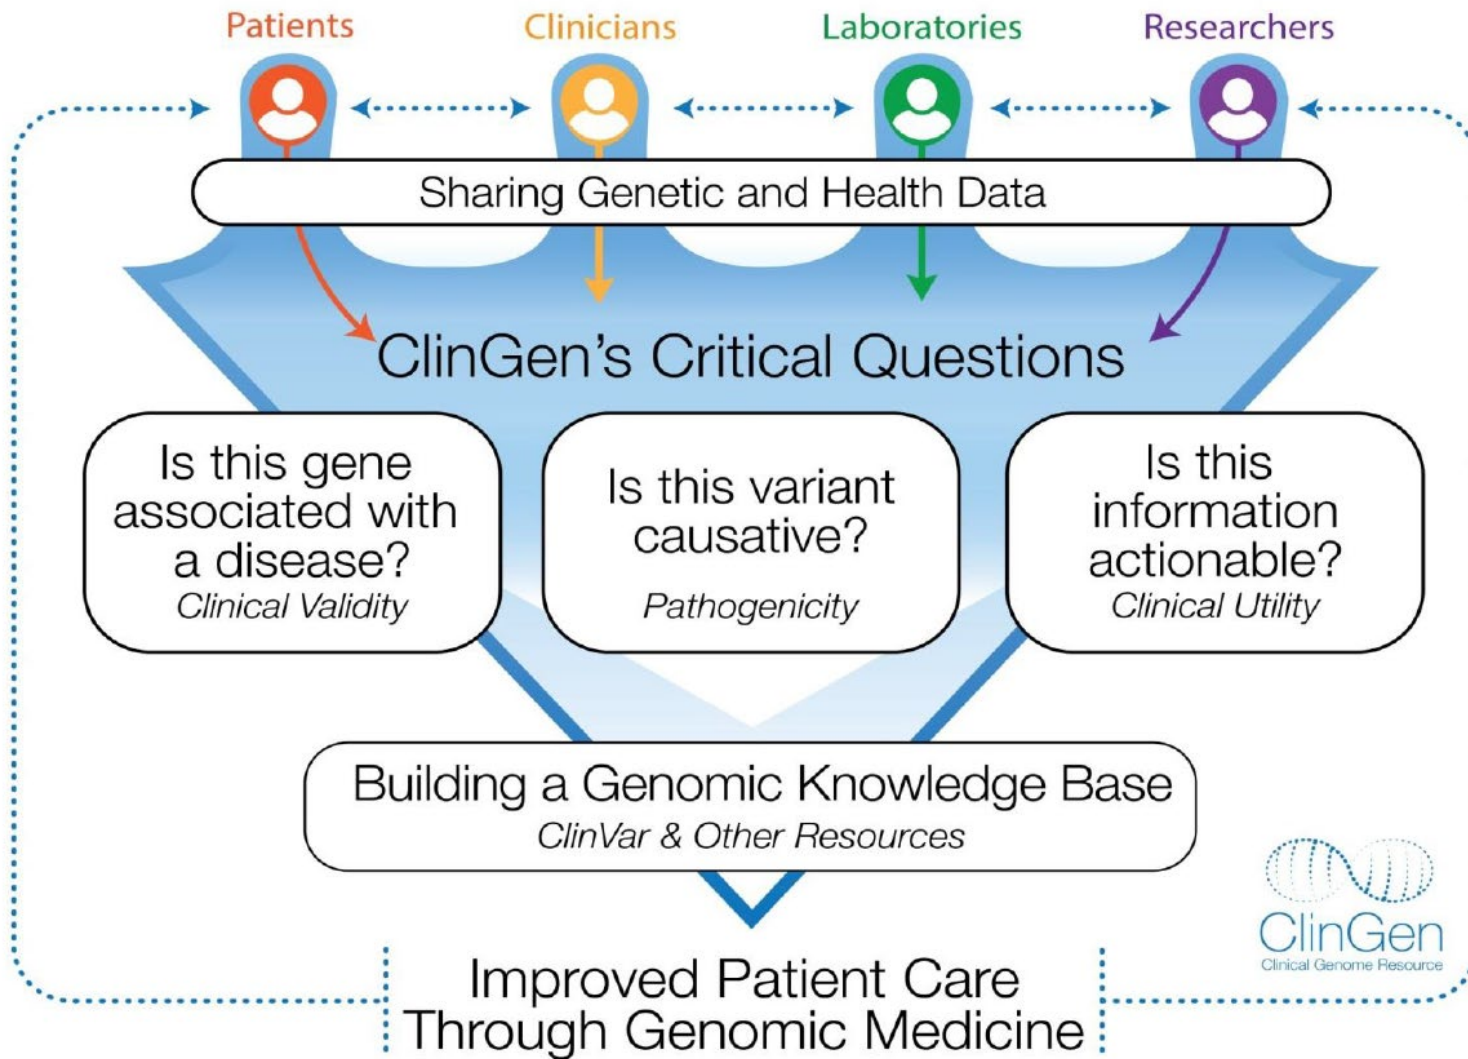 Patients
Clinicians
Laboratories
Researchers
Sharing Genetic and Health Data
ClinGen's Critical Questions
Is this gene
associated with
a disease?
Clinical Validity
Is this variant
causative?
Pathogenicity
Is this
information
actionable?
Clinical Utility
Building a Genomic Knowledge Base
ClinVar & Other Resources
ClinGen
Clinical Genome Resource
Improved Patient Care
Through Genomic Medicine